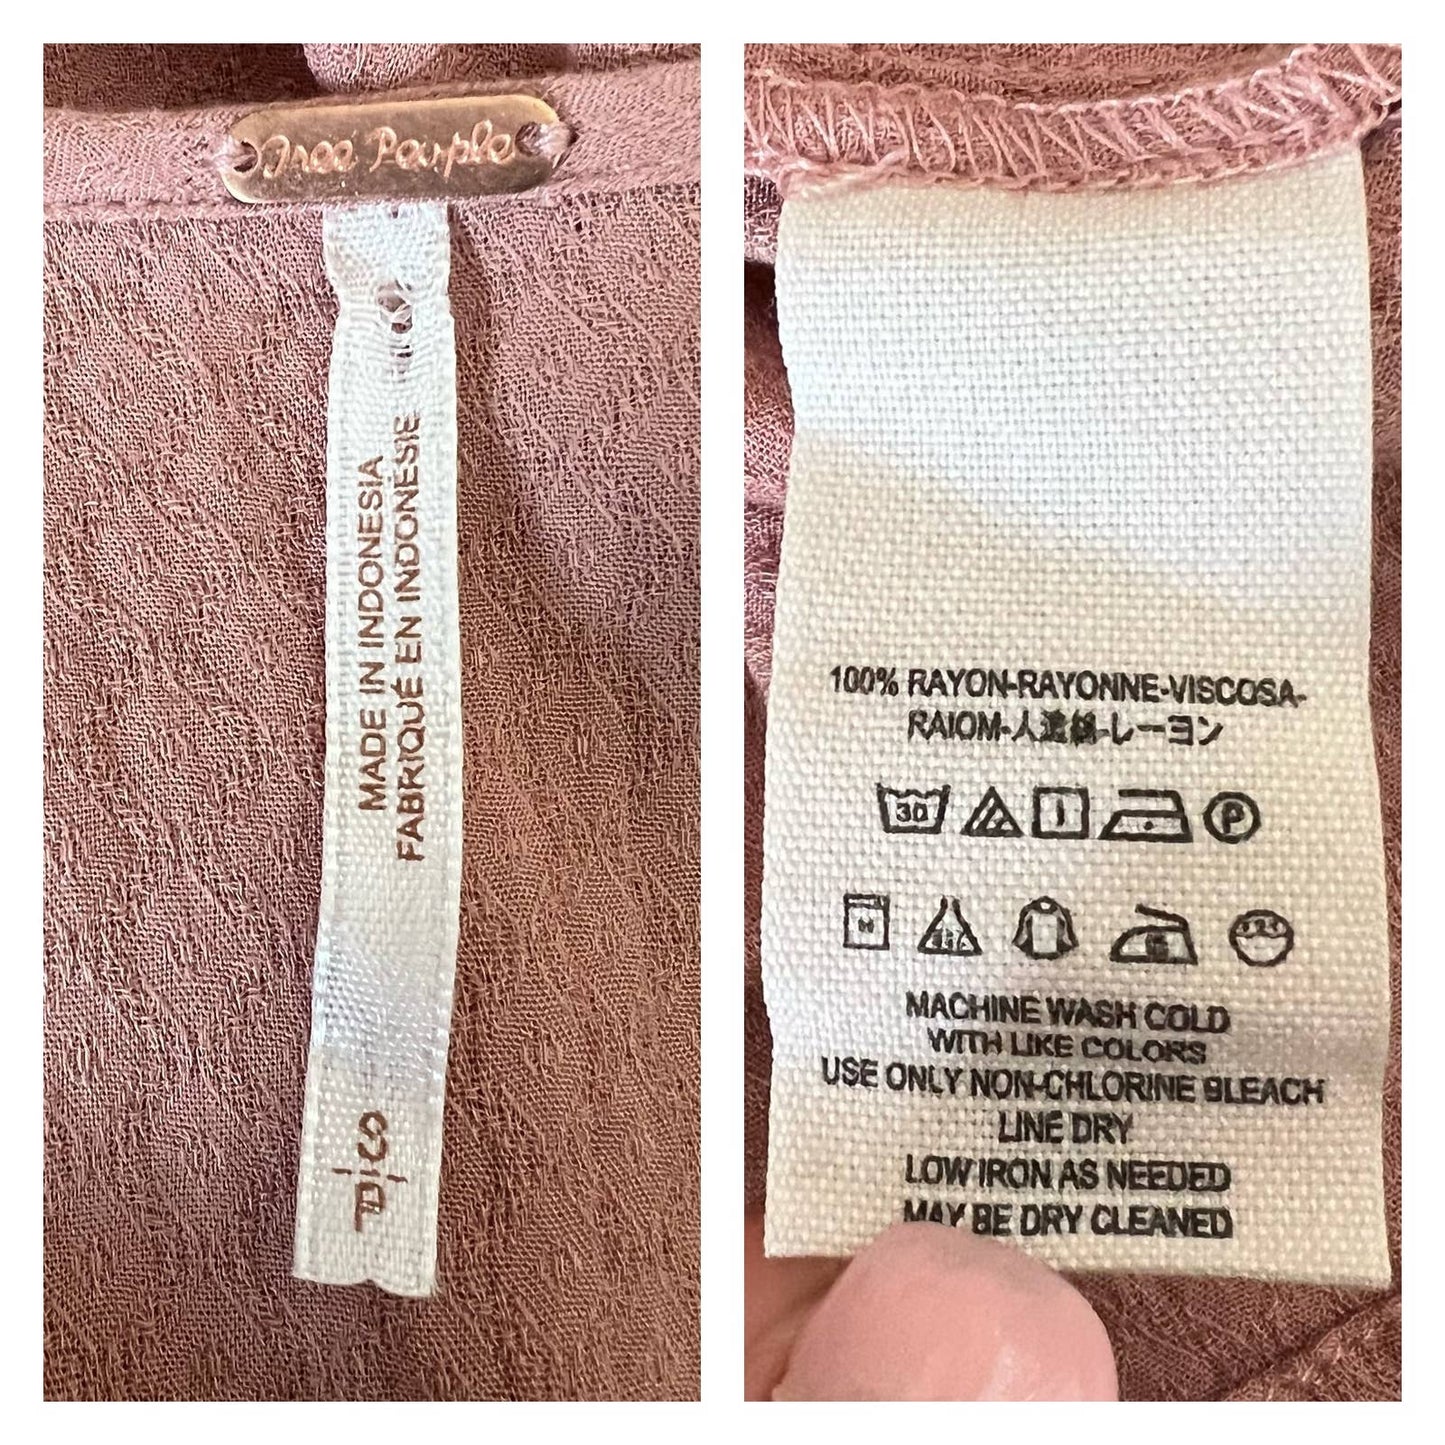 Free People
MADE IN INDONESIA
FABRIQUÉ EN INDONÉSIE
S
P
100% RAYON-RAYONNE-VISCOSA-
RAIOM-人造絲-レーヨン
30
P
MACHINE WASH COLD
WITH LIKE COLORS
USE ONLY NON-CHLORINE BLEACH
LINE DRY
LOW IRON AS NEEDED
MAY BE DRY CLEANED